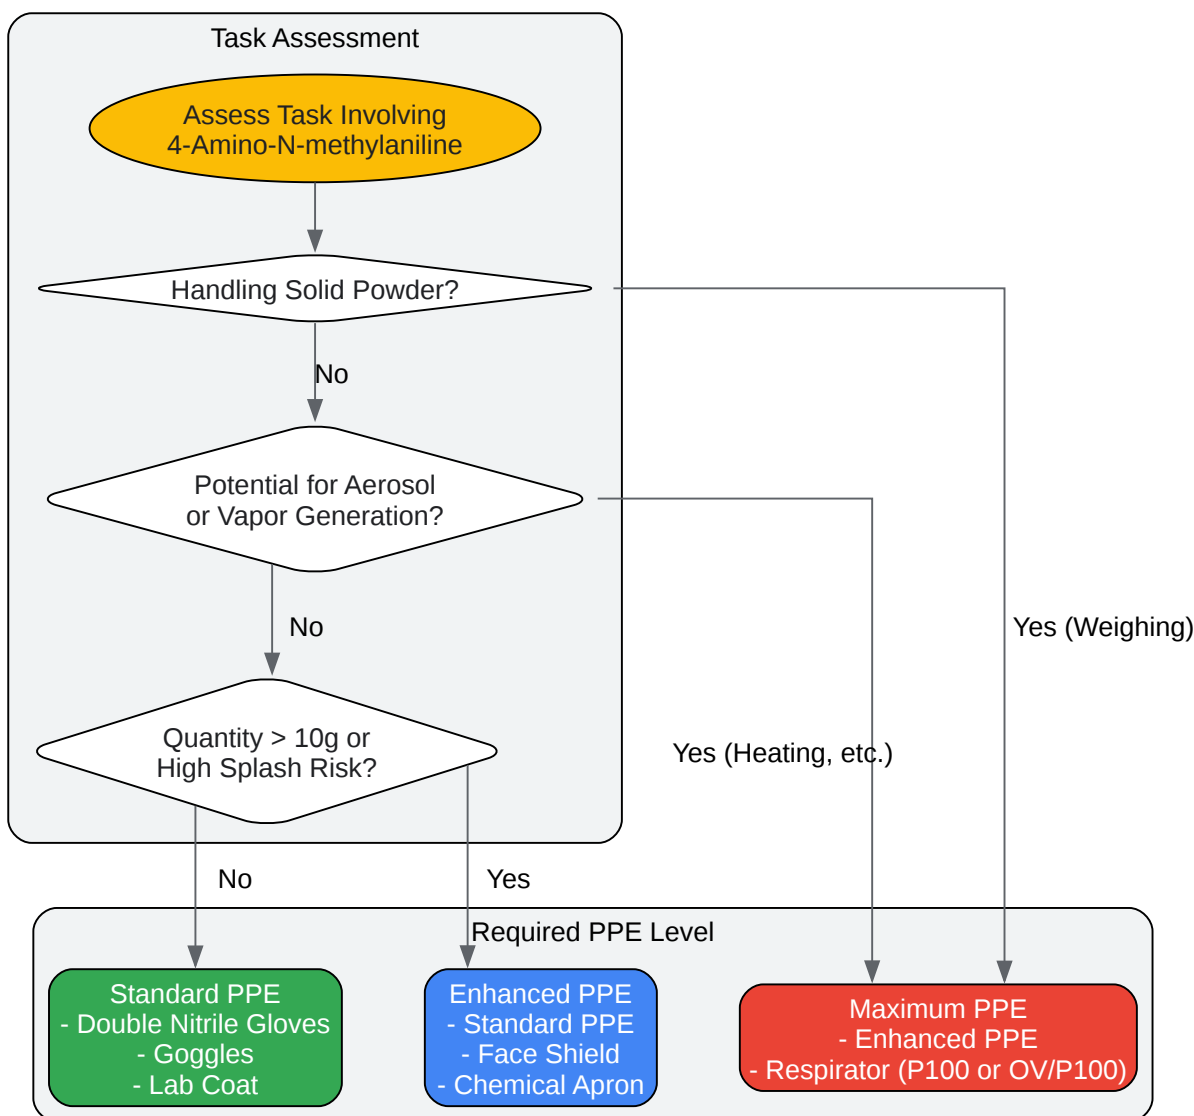 Task Assessment
Assess Task Involving
4-Amino-N-methylaniline
Handling Solid Powder?
No
Potential for Aerosol
or Vapor Generation?
No
Yes (Weighing)
Quantity > 10g or
High Splash Risk?
Yes (Heating, etc.)
No
Yes
Required PPE Level
Standard PPE
- Double Nitrile Gloves
- Goggles
- Lab Coat
Enhanced PPE
- Standard PPE
- Face Shield
- Chemical Apron
Maximum PPE
- Enhanced PPE
- Respirator (P100 or OV/P100)